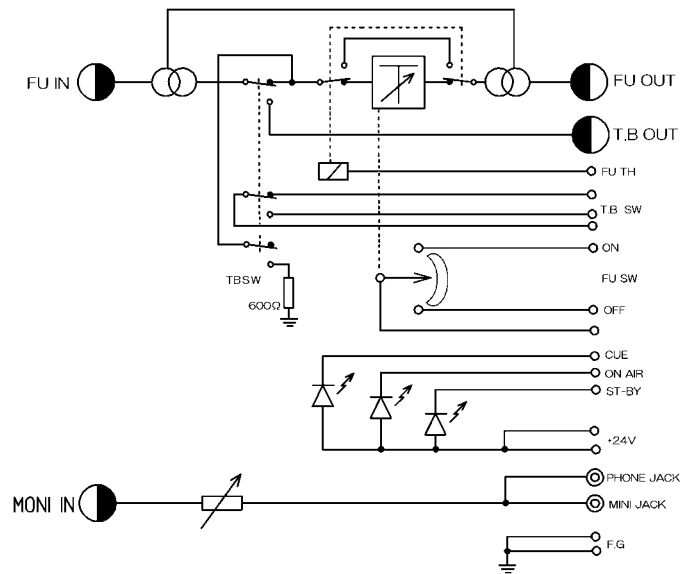 FU IN
FU OUT
T.B OUT
FU TH
T.B SW
ON
TBSW
FU SW
600Ω
OFF
CUE
ON AIR
ST-BY
+24V
PHONE JACK
MONI IN
MINI JACK
F.G